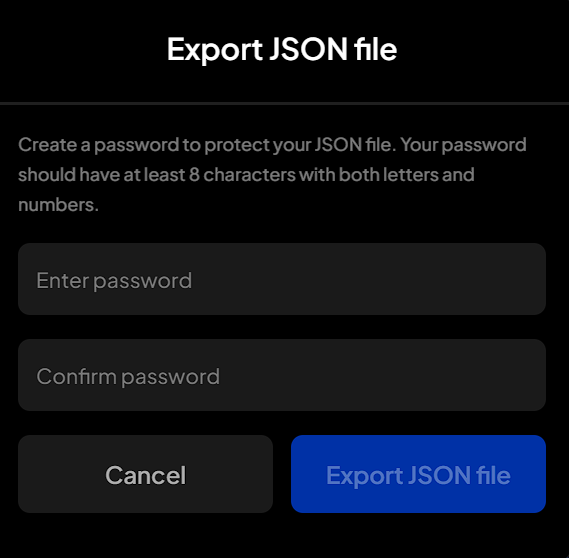 Export JSON file
Create a password to protect your JSON file. Your password
should have at least 8 characters with both letters and
numbers.
Enter password
Confirm password
Cancel
Export JSON file